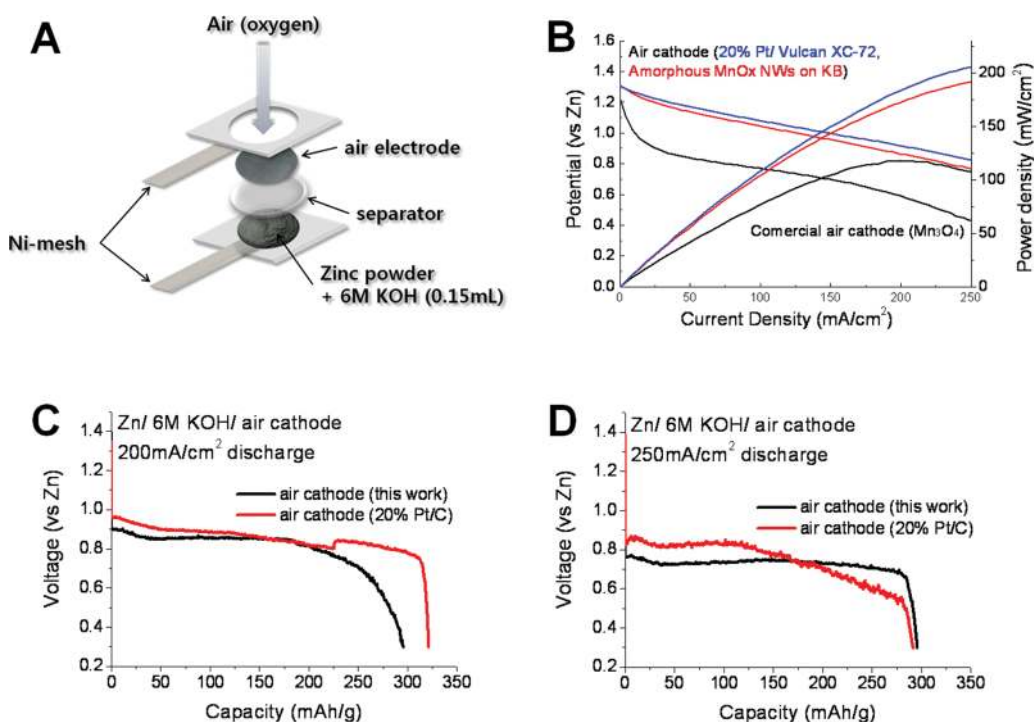 A
Air (oxygen)
air electrode
separator
Ni-mesh
Zinc powder
+ 6M KOH (0.15mL)
B
Air cathode (20% Pt/ Vulcan XC-72,
Amorphous MnOx NWs on KB)
Comercial air cathode (Mn₃O₄)
Potential (vs Zn)
1.6
1.4
1.2
1.0
0.8
0.6
0.4
0.2
0.0
200
150
100
50
0
Power density (mW/cm²)
0 50 100 150 200 250
Current Density (mA/cm²)
C
Zn/ 6M KOH/ air cathode
200mA/cm² discharge
air cathode (this work)
air cathode (20% Pt/C)
Voltage (vs Zn)
1.4
1.2
1.0
0.8
0.6
0.4
0.2
0 50 100 150 200 250 300 350
Capacity (mAh/g)
D
Zn/ 6M KOH/ air cathode
250mA/cm² discharge
air cathode (this work)
air cathode (20% Pt/C)
Voltage (vs Zn)
1.4
1.2
1.0
0.8
0.6
0.4
0.2
0 50 100 150 200 250 300 350
Capacity (mAh/g)